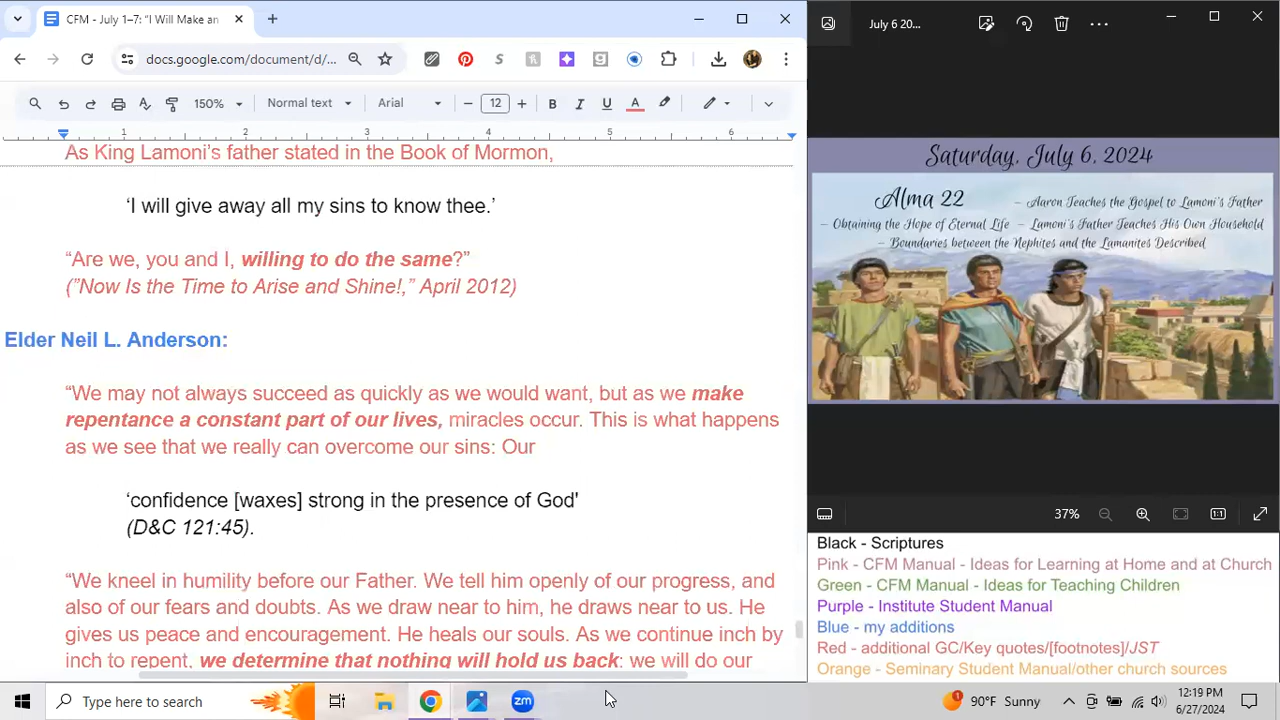 CFM - July 1–7: “I Will Make an
docs.google.com/document/d/...
150%
Normal text
Arial
12
B I U A
1 2 3 4 5 6
As King Lamoni’s father stated in the Book of Mormon,
‘I will give away all my sins to know thee.’
“Are we, you and I, willing to do the same?”
(”Now Is the Time to Arise and Shine!,” April 2012)
Elder Neil L. Anderson:
“We may not always succeed as quickly as we would want, but as we make
repentance a constant part of our lives, miracles occur. This is what happens
as we see that we really can overcome our sins: Our
‘confidence [waxes] strong in the presence of God'
(D&C 121:45).
“We kneel in humility before our Father. We tell him openly of our progress, and
also of our fears and doubts. As we draw near to him, he draws near to us. He
gives us peace and encouragement. He heals our souls. As we continue inch by
inch to repent, we determine that nothing will hold us back: we will do our
July 6 20...
Saturday, July 6, 2024
Alma 22
– Aaron Teaches the Gospel to Lamoni's Father
– Obtaining the Hope of Eternal Life – Lamoni's Father Teaches His Own Household
– Boundaries between the Nephites and the Lamanites Described
37%
1:1
Black - Scriptures
Pink - CFM Manual - Ideas for Learning at Home and at Church
Green - CFM Manual - Ideas for Teaching Children
Purple - Institute Student Manual
Blue - my additions
Red - additional GC/Key quotes/[footnotes]/JST
Orange - Seminary Student Manual/other church sources
Type here to search
zm
1
90°F Sunny
12:19 PM
6/27/2024